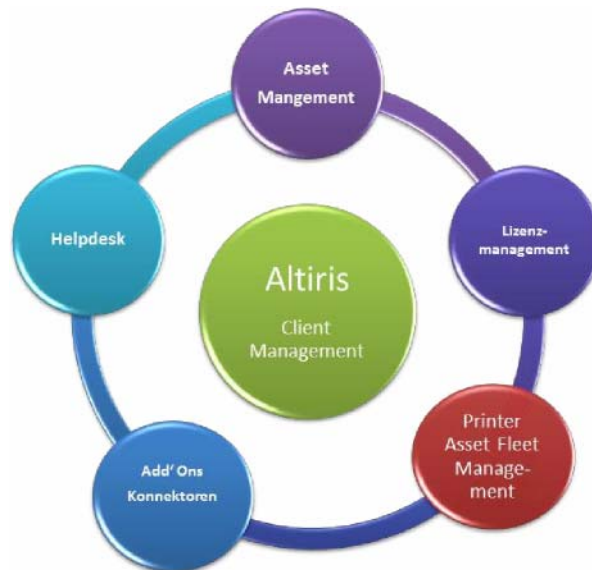 Asset
Mangement
Lizenz-
management
Printer
Asset Fleet
Manage-
ment
Add' Ons
Konnektoren
Helpdesk
Altiris
Client
Management